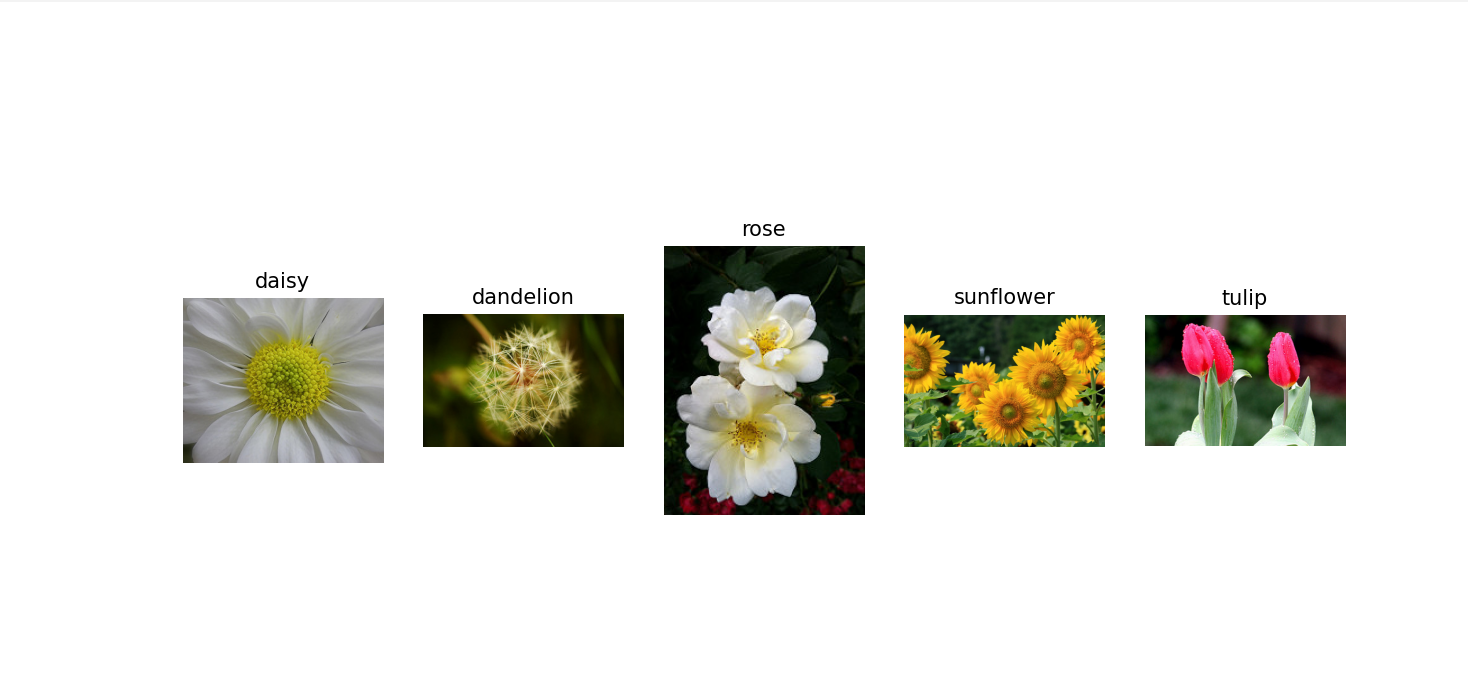 daisy
dandelion
rose
sunflower
tulip